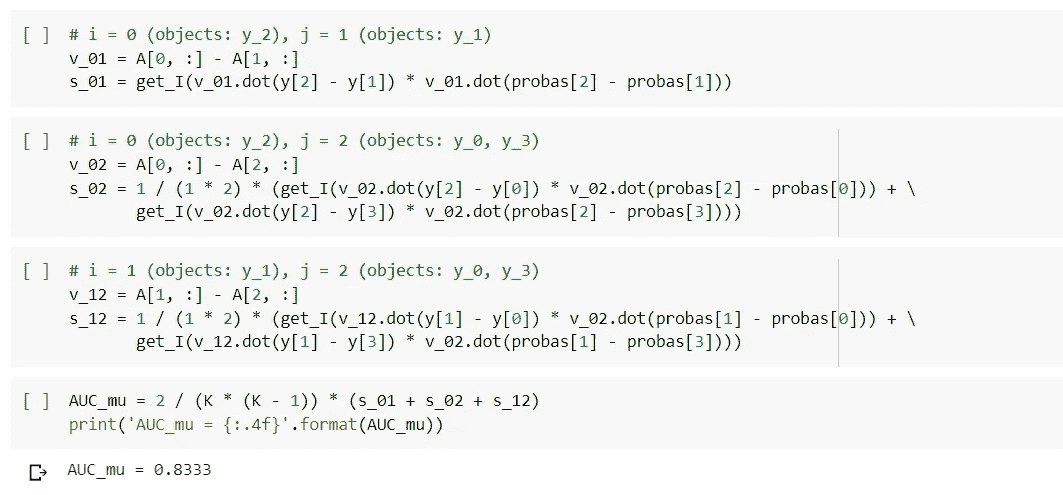 [ ] # i = 0 (objects: y_2), j = 1 (objects: y_1)
v_01 = A[0, :] - A[1, :]
s_01 = get_I(v_01.dot(y[2] - y[1]) * v_01.dot(probas[2] - probas[1]))
[ ] # i = 0 (objects: y_2), j = 2 (objects: y_0, y_3)
v_02 = A[0, :] - A[2, :]
s_02 = 1 / (1 * 2) * (get_I(v_02.dot(y[2] - y[0]) * v_02.dot(probas[2] - probas[0])) + \
get_I(v_02.dot(y[2] - y[3]) * v_02.dot(probas[2] - probas[3])))
[ ] # i = 1 (objects: y_1), j = 2 (objects: y_0, y_3)
v_12 = A[1, :] - A[2, :]
s_12 = 1 / (1 * 2) * (get_I(v_12.dot(y[1] - y[0]) * v_02.dot(probas[1] - probas[0])) + \
get_I(v_12.dot(y[1] - y[3]) * v_02.dot(probas[1] - probas[3])))
[ ] AUC_mu = 2 / (K * (K - 1)) * (s_01 + s_02 + s_12)
print('AUC_mu = {:.4f}'.format(AUC_mu))
AUC_mu = 0.8333